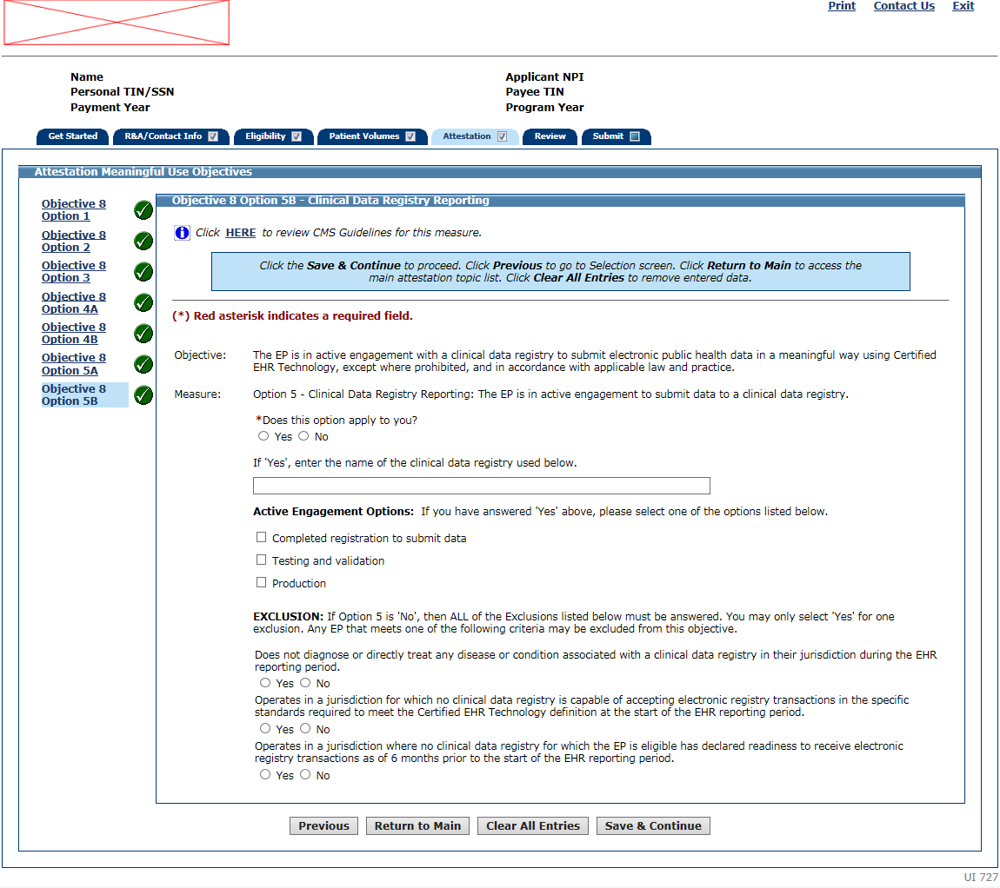 Print Contact Us Exit
Name Applicant NPI
Personal TIN/SSN Payee TIN
Payment Year Program Year
Get Started R&A/Contact Info Eligibility Patient Volumes Attestation Review Submit
Attestation Meaningful Use Objectives
Objective 8
Option 1
Objective 8
Option 2
Objective 8
Option 3
Objective 8
Option 4A
Objective 8
Option 4B
Objective 8
Option 5A
Objective 8
Option 5B
Objective 8 Option 5B - Clinical Data Registry Reporting
Click HERE to review CMS Guidelines for this measure.
Click the Save & Continue to proceed. Click Previous to go to Selection screen. Click Return to Main to access the
main attestation topic list. Click Clear All Entries to remove entered data.
(*) Red asterisk indicates a required field.
Objective: The EP is in active engagement with a clinical data registry to submit electronic public health data in a meaningful way using Certified
EHR Technology, except where prohibited, and in accordance with applicable law and practice.
Measure: Option 5 - Clinical Data Registry Reporting: The EP is in active engagement to submit data to a clinical data registry.
*Does this option apply to you?
Yes No
If 'Yes', enter the name of the clinical data registry used below.
Active Engagement Options: If you have answered 'Yes' above, please select one of the options listed below.
Completed registration to submit data
Testing and validation
Production
EXCLUSION: If Option 5 is 'No', then ALL of the Exclusions listed below must be answered. You may only select 'Yes' for one
exclusion. Any EP that meets one of the following criteria may be excluded from this objective.
Does not diagnose or directly treat any disease or condition associated with a clinical data registry in their jurisdiction during the EHR
reporting period.
Yes No
Operates in a jurisdiction for which no clinical data registry is capable of accepting electronic registry transactions in the specific
standards required to meet the Certified EHR Technology definition at the start of the EHR reporting period.
Yes No
Operates in a jurisdiction where no clinical data registry for which the EP is eligible has declared readiness to receive electronic
registry transactions as of 6 months prior to the start of the EHR reporting period.
Yes No
Previous Return to Main Clear All Entries Save & Continue
UI 727